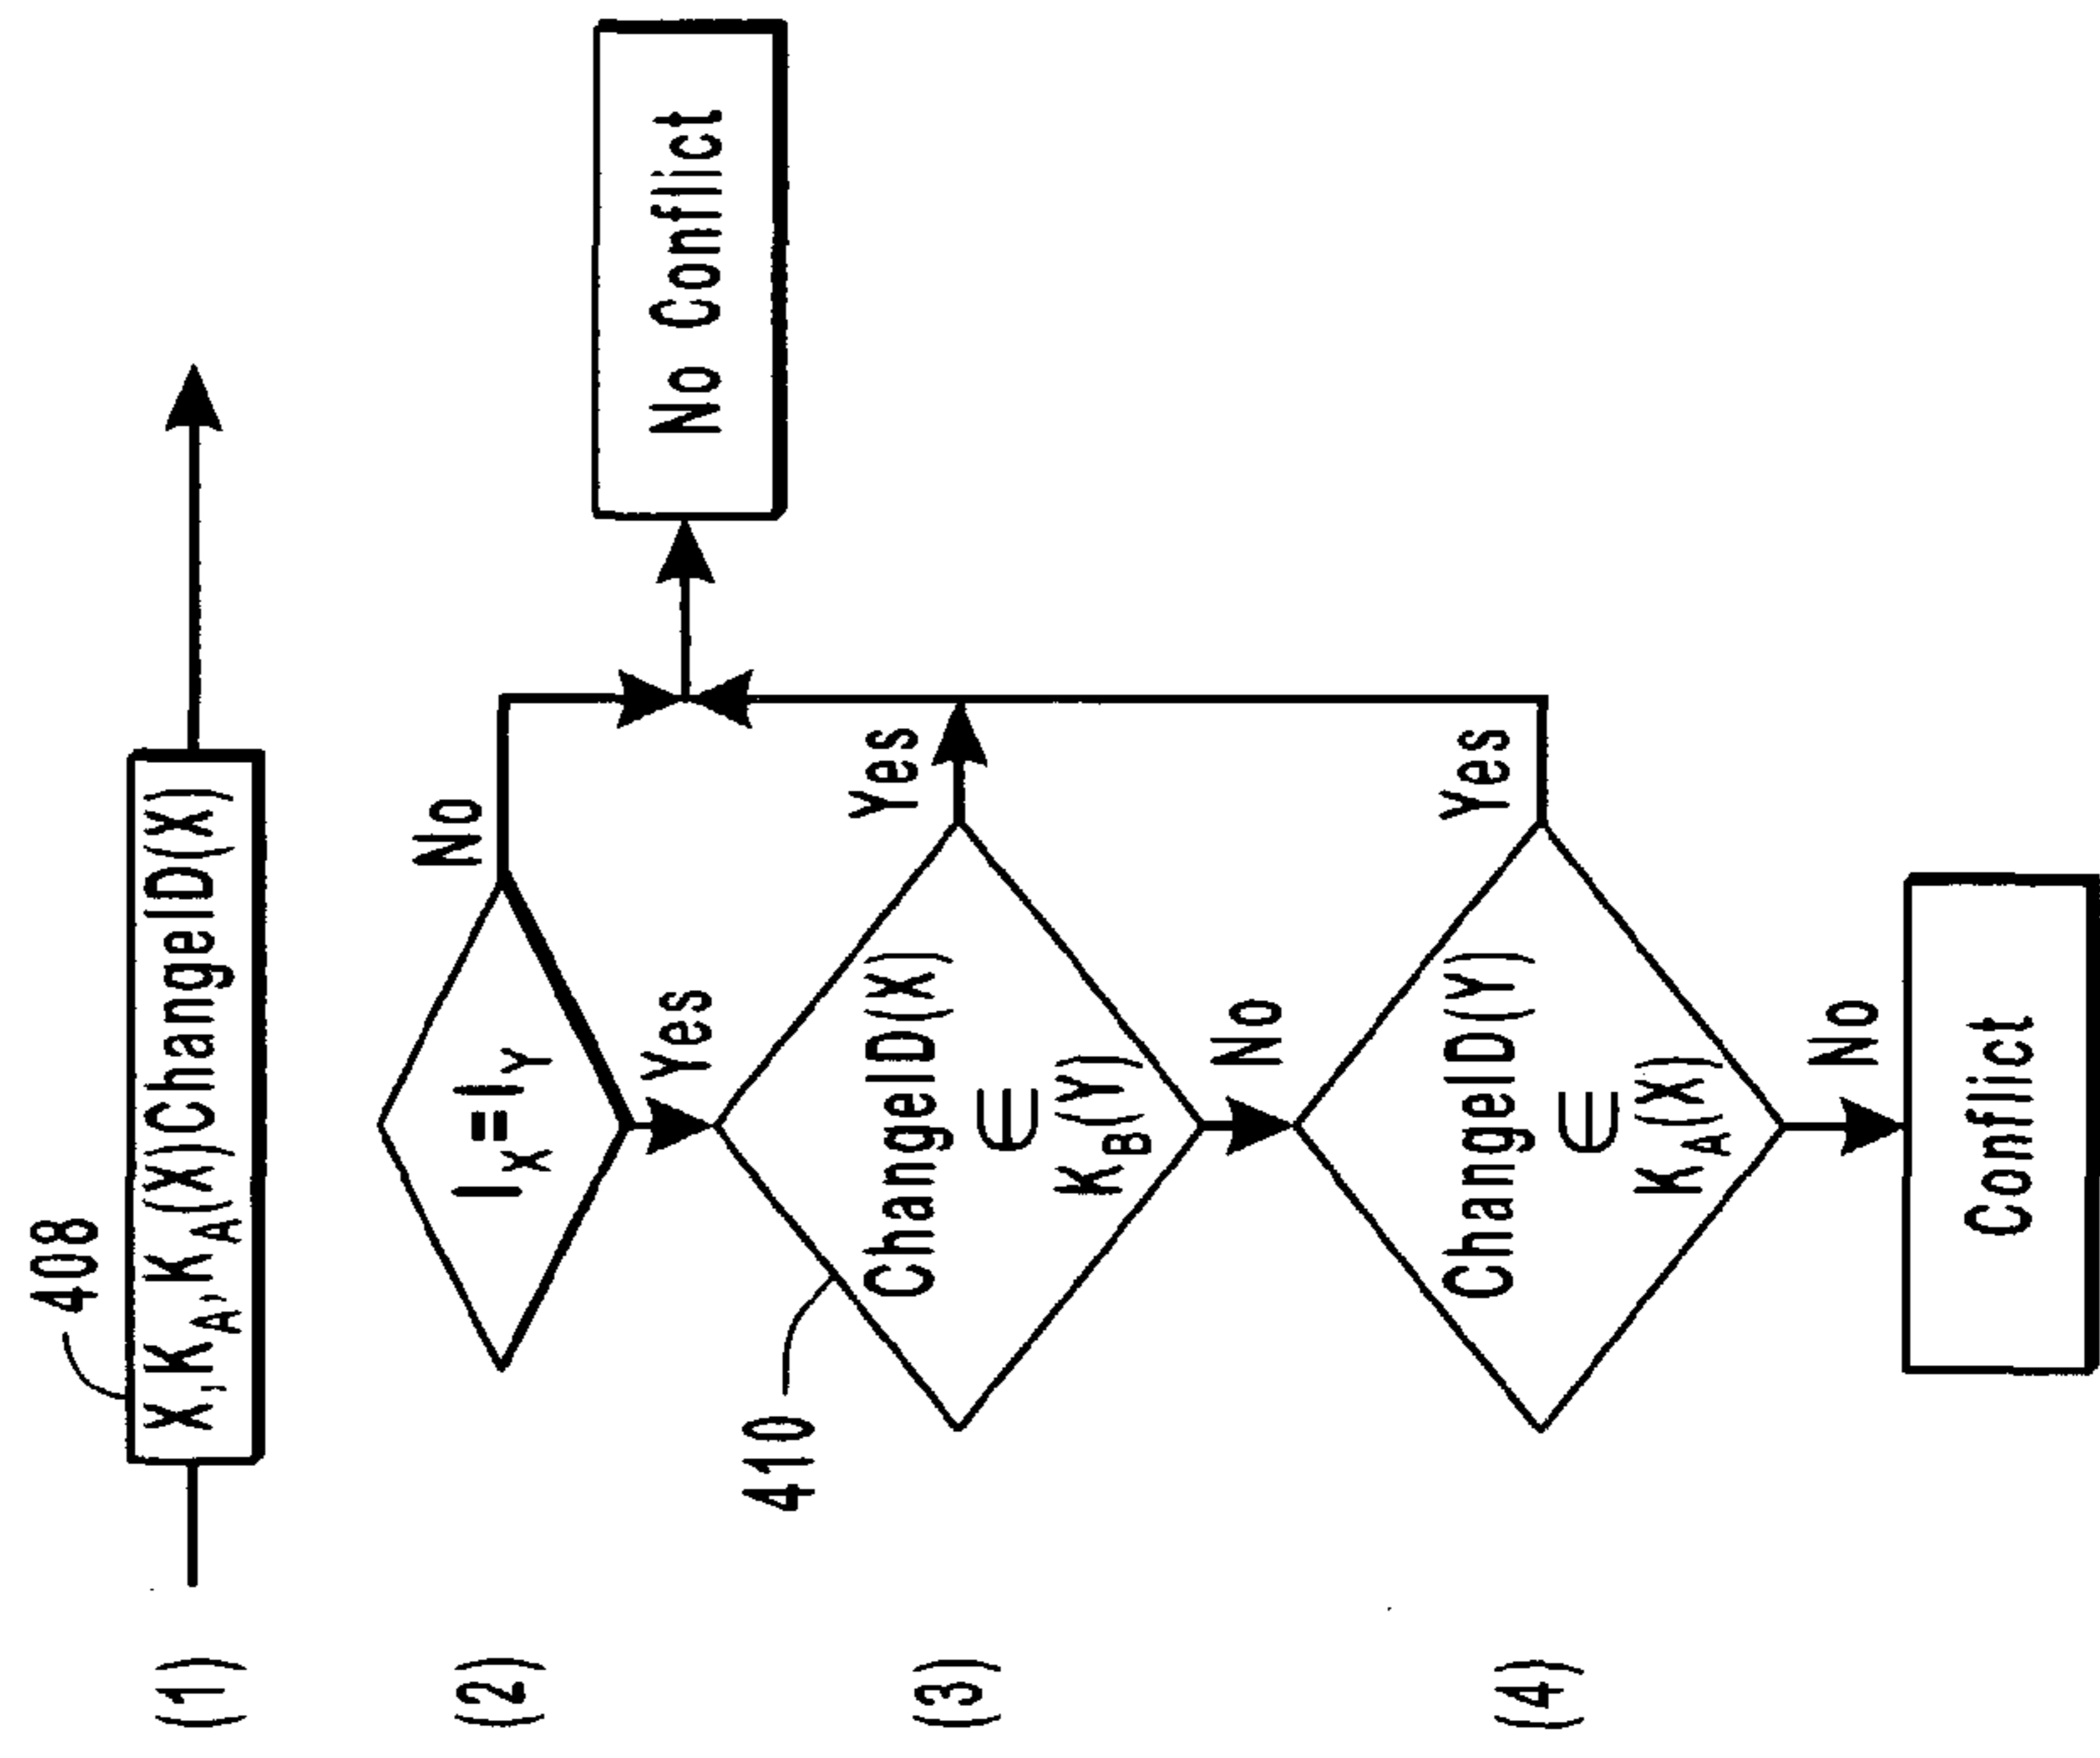 408
(1)
X,K_A,K_A(X)ChangeID(X)
(2)
I_X=I_Y
No
No Conflict
Yes
410
(3)
ChangeID(X)
∈
K_B(Y)
Yes
No
(4)
ChangeID(Y)
∈
K_A(X)
Yes
No
Conflict